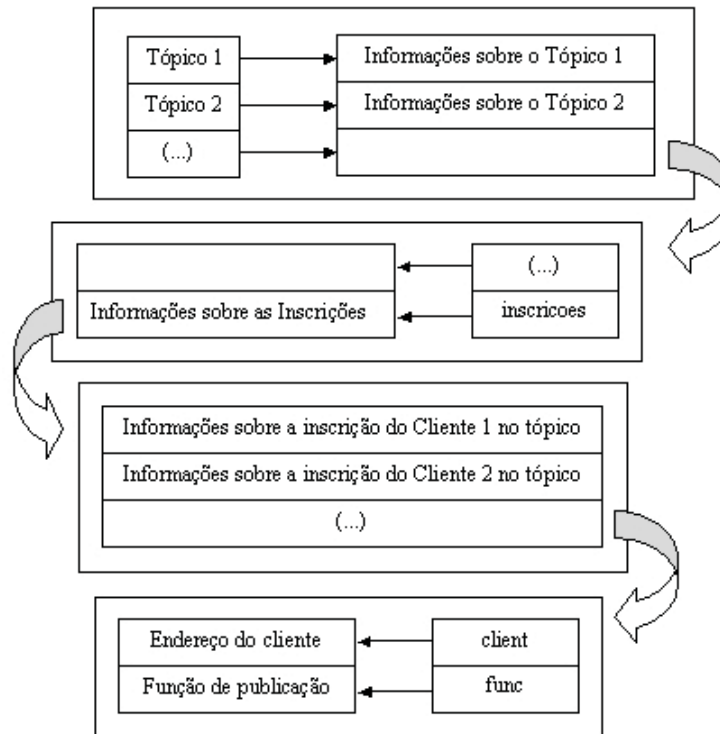 Tópico 1
Informações sobre o Tópico 1
Tópico 2
Informações sobre o Tópico 2
(...)
(...)
Informações sobre as Inscrições
inscricoes
Informações sobre a inscrição do Cliente 1 no tópico
Informações sobre a inscrição do Cliente 2 no tópico
(...)
Endereço do cliente
client
Função de publicação
func